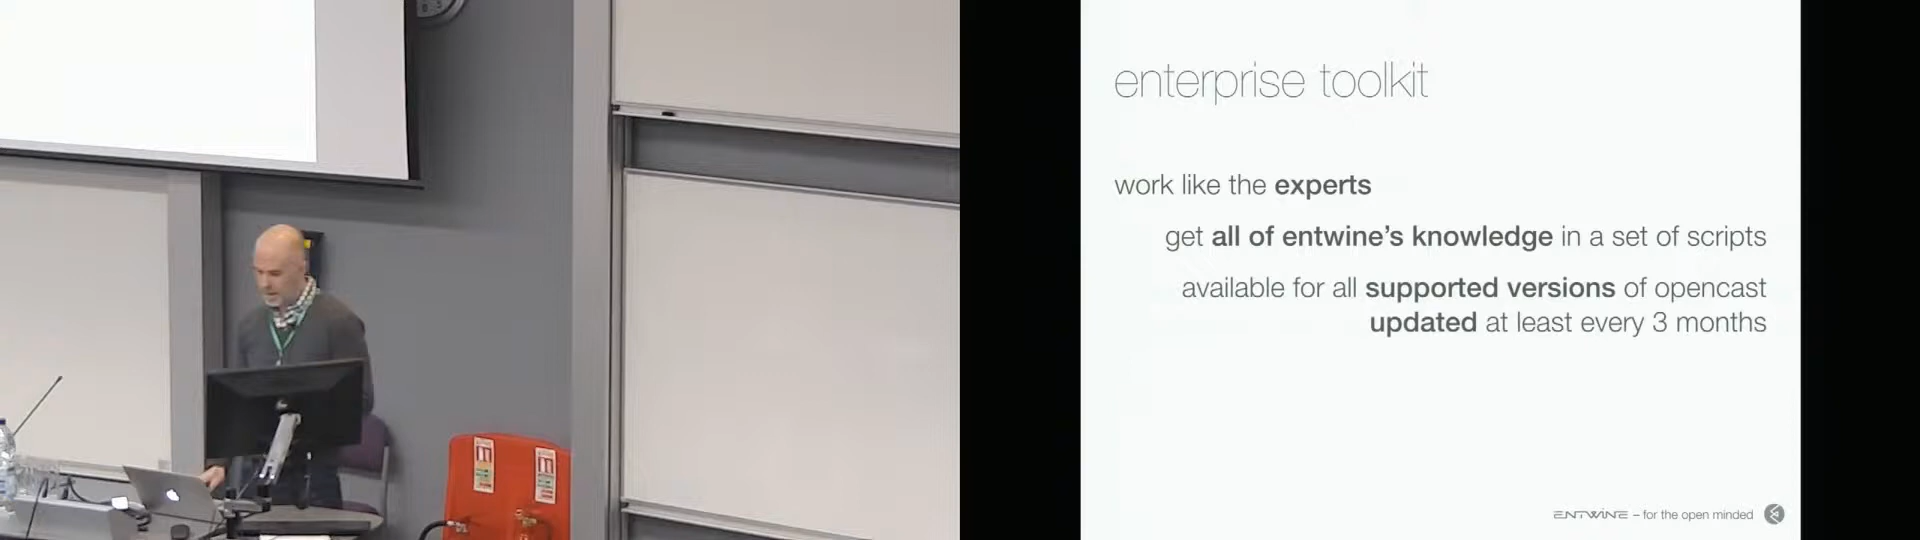 enterprise toolkit
work like the experts
get all of entwine’s knowledge in a set of scripts
available for all supported versions of opencast
updated at least every 3 months
ENTWINE – for the open minded